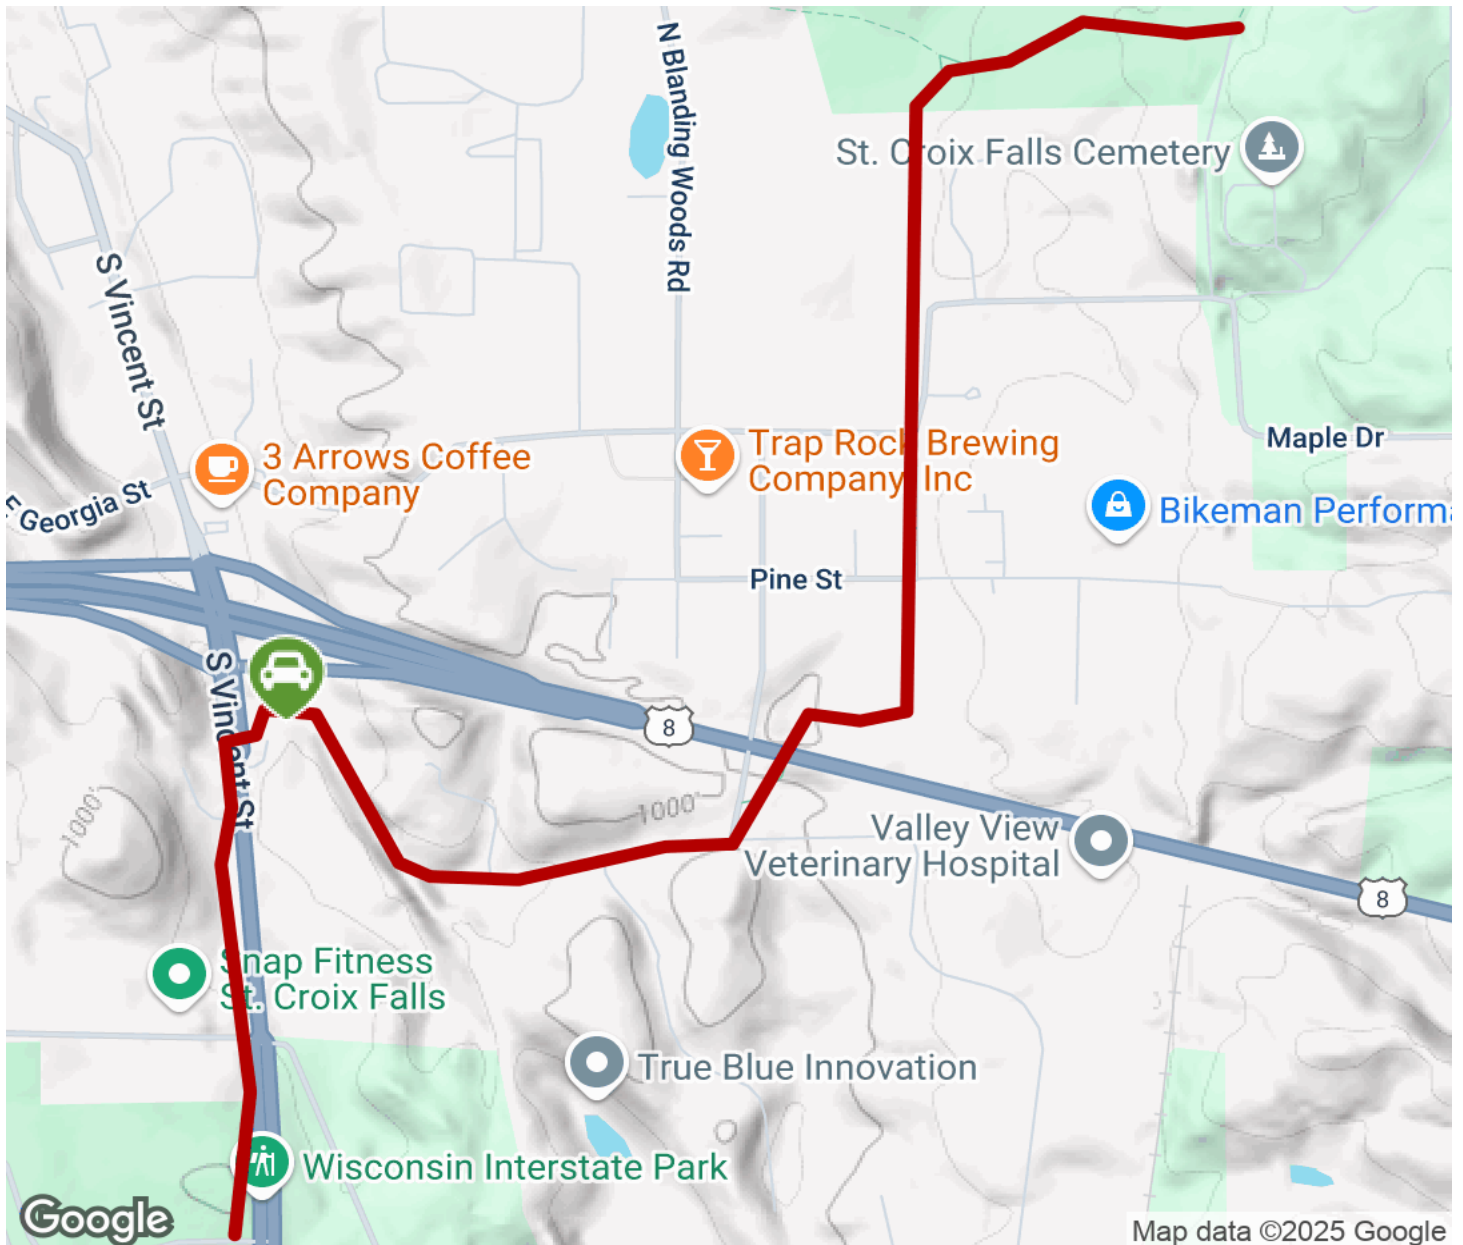 N Blanding Woods Rd
St. Croix Falls Cemetery
S Vincent St
Maple Dr
3 Arrows Coffee
Company
Trap Rock Brewing
Company, Inc
Georgia St
Bikeman Performa
Pine St
S Vincent St
8
1000'
1000'
Valley View
Veterinary Hospital
8
Snap Fitness
St. Croix Falls
True Blue Innovation
Wisconsin Interstate Park
Google
Map data ©2025 Google